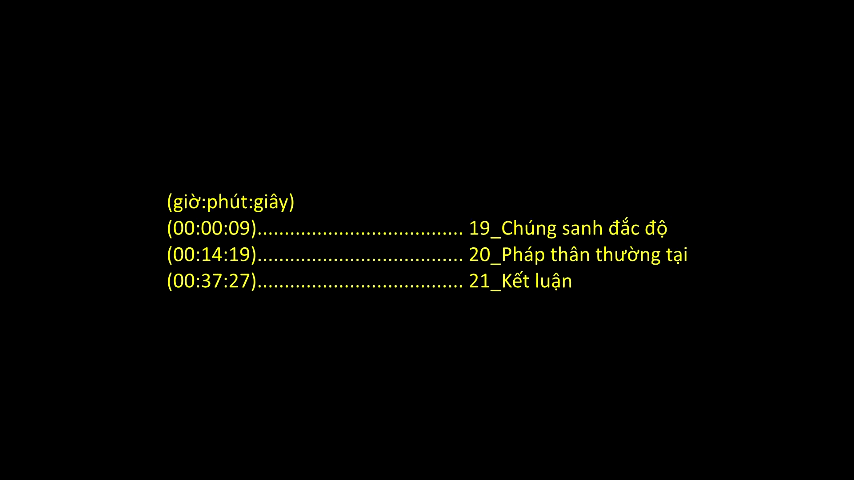 (giờ:phút:giây)
(00:00:09)...................................... 19_Chúng sanh đắc độ
(00:14:19)...................................... 20_Pháp thân thường tại
(00:37:27)...................................... 21_Kết luận